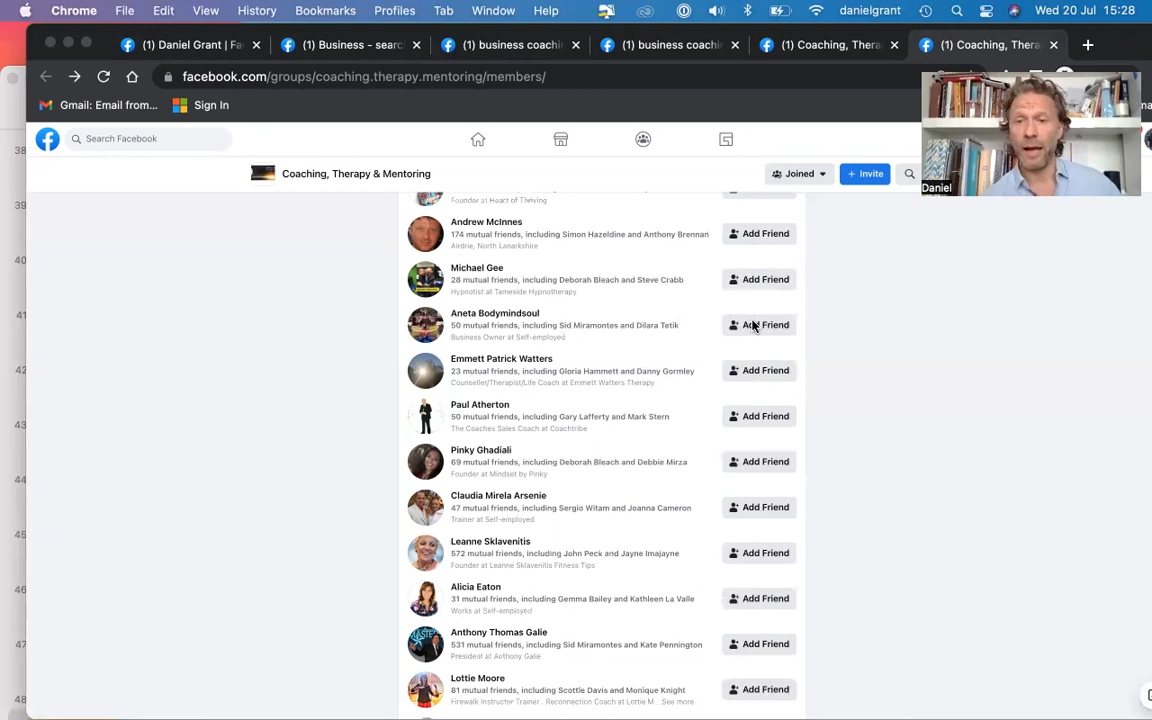 Chrome File Edit View History Bookmarks Profiles Tab Window Help danielgrant Wed 20 Jul 15:28
(1) Daniel Grant | Fa
(1) Business - searc
(1) business coachi
(1) business coachi
(1) Coaching, Thera
(1) Coaching, Thera
facebook.com/groups/coaching.therapy.mentoring/members/
Gmail: Email from...
Sign In
Search Facebook
Coaching, Therapy & Mentoring
Joined
+ Invite
Daniel
38
39
40
41
42
43
44
45
46
47
48
Founder at Heart of Thriving
Andrew McInnes
174 mutual friends, including Simon Hazeldine and Anthony Brennan
Airdrie, North Lanarkshire
Add Friend
Michael Gee
28 mutual friends, including Deborah Bleach and Steve Crabb
Hypnotist at Tameside Hypnotherapy
Add Friend
Aneta Bodymindsoul
50 mutual friends, including Sid Miramontes and Dilara Tetik
Business Owner at Self-employed
Add Friend
Emmett Patrick Watters
23 mutual friends, including Gloria Hammett and Danny Gormley
Counseller/Therapist/Life Coach at Emmett Watters Therapy
Add Friend
Paul Atherton
50 mutual friends, including Gary Lafferty and Mark Stern
The Coaches Sales Coach at Coachtribe
Add Friend
Pinky Ghadiali
69 mutual friends, including Deborah Bleach and Debbie Mirza
Founder at Mindset by Pinky
Add Friend
Claudia Mirela Arsenie
47 mutual friends, including Sergio Witam and Joanna Cameron
Trainer at Self-employed
Add Friend
Leanne Sklavenitis
572 mutual friends, including John Peck and Jayne Imajayne
Founder at Leanne Sklavenitis Fitness Tips
Add Friend
Alicia Eaton
31 mutual friends, including Gemma Bailey and Kathleen La Valle
Works at Self-employed
Add Friend
Anthony Thomas Galie
531 mutual friends, including Sid Miramontes and Kate Pennington
President at Anthony Galie
Add Friend
Lottie Moore
81 mutual friends, including Scottie Davis and Monique Knight
Firewalk Instructor Trainer . Reconnection Coach at Lottie M... See more
Add Friend